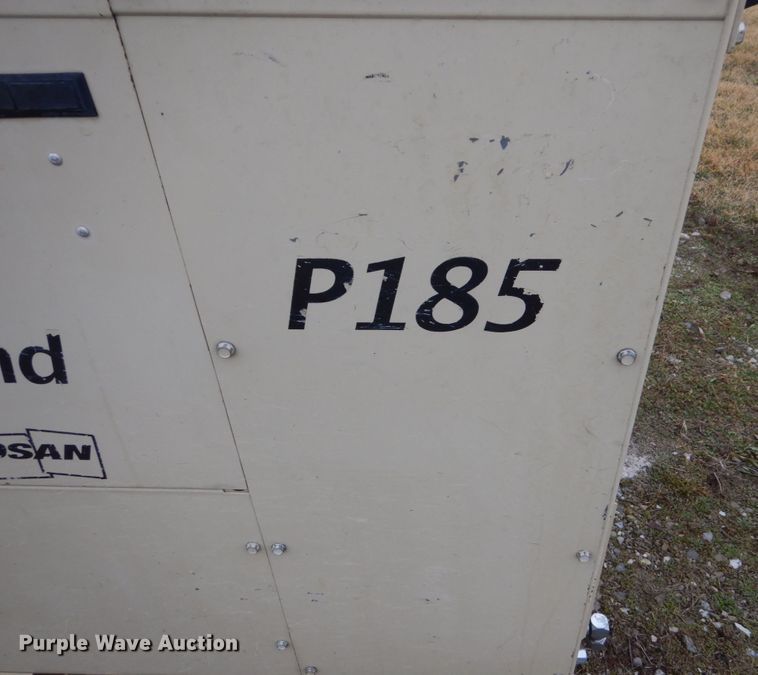 P185
nd
OSAN
Purple Wave Auction